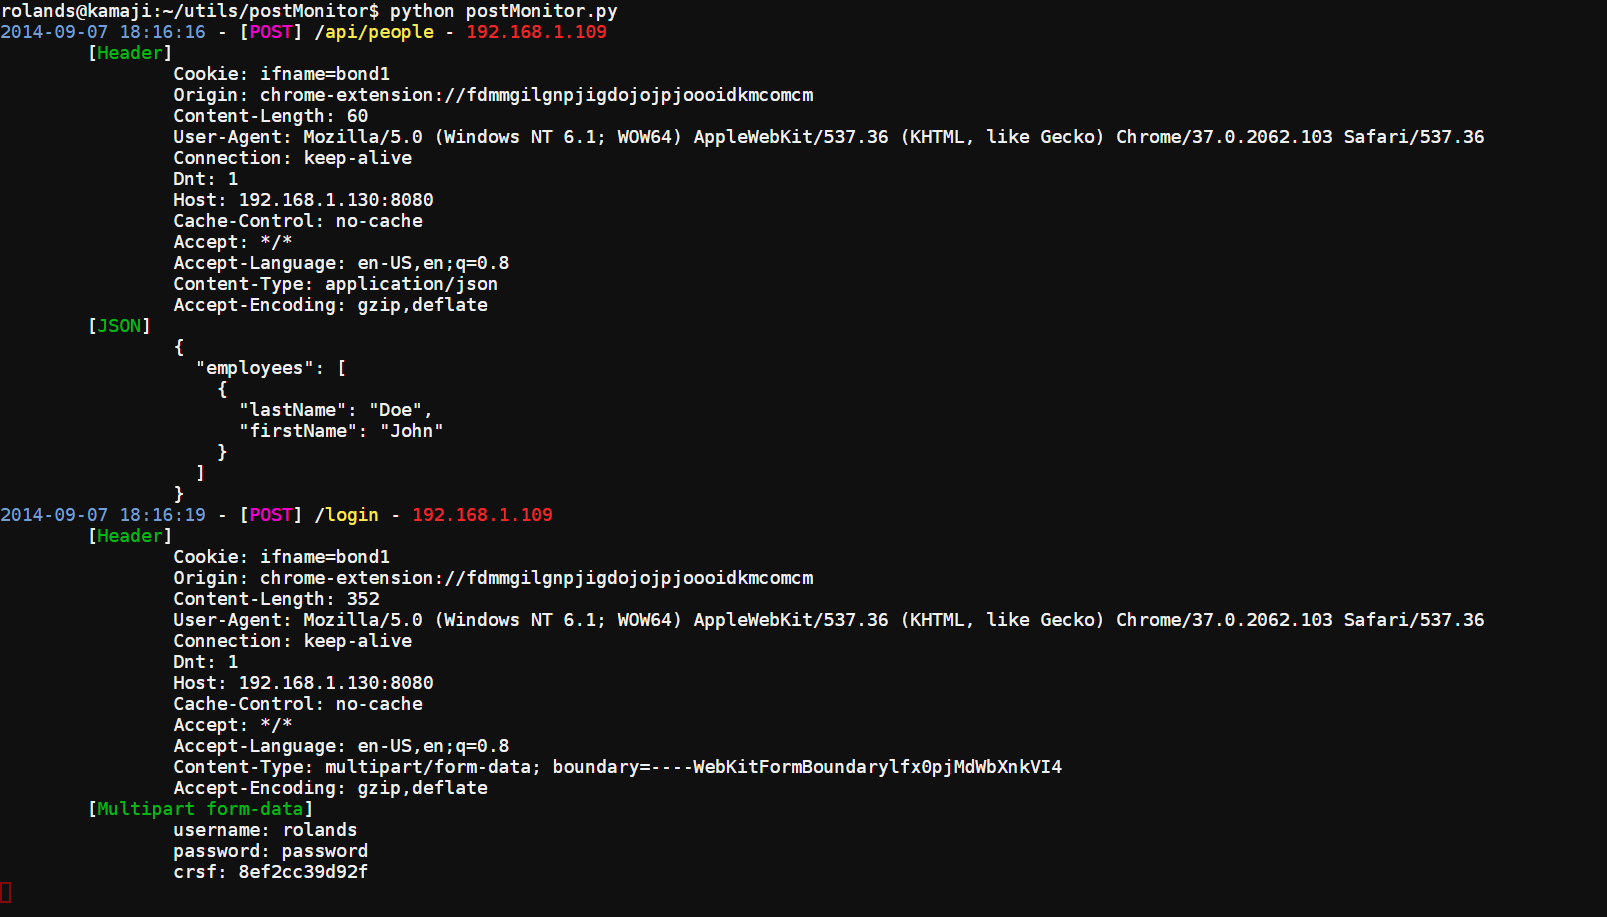 rolands@kamaji:~/utils/postMonitor$ python postMonitor.py
2014-09-07 18:16:16 - [POST] /api/people - 192.168.1.109
[Header]
Cookie: ifname=bond1
Origin: chrome-extension://fdmmgilgnpjigdojojpjoooidkmcomcm
Content-Length: 60
User-Agent: Mozilla/5.0 (Windows NT 6.1; WOW64) AppleWebKit/537.36 (KHTML, like Gecko) Chrome/37.0.2062.103 Safari/537.36
Connection: keep-alive
Dnt: 1
Host: 192.168.1.130:8080
Cache-Control: no-cache
Accept: */*
Accept-Language: en-US,en;q=0.8
Content-Type: application/json
Accept-Encoding: gzip,deflate
[JSON]
{
"employees": [
{
"lastName": "Doe",
"firstName": "John"
}
]
}
2014-09-07 18:16:19 - [POST] /login - 192.168.1.109
[Header]
Cookie: ifname=bond1
Origin: chrome-extension://fdmmgilgnpjigdojojpjoooidkmcomcm
Content-Length: 352
User-Agent: Mozilla/5.0 (Windows NT 6.1; WOW64) AppleWebKit/537.36 (KHTML, like Gecko) Chrome/37.0.2062.103 Safari/537.36
Connection: keep-alive
Dnt: 1
Host: 192.168.1.130:8080
Cache-Control: no-cache
Accept: */*
Accept-Language: en-US,en;q=0.8
Content-Type: multipart/form-data; boundary=----WebKitFormBoundarylfx0pjMdWbXnkVI4
Accept-Encoding: gzip,deflate
[Multipart form-data]
username: rolands
password: password
crsf: 8ef2cc39d92f